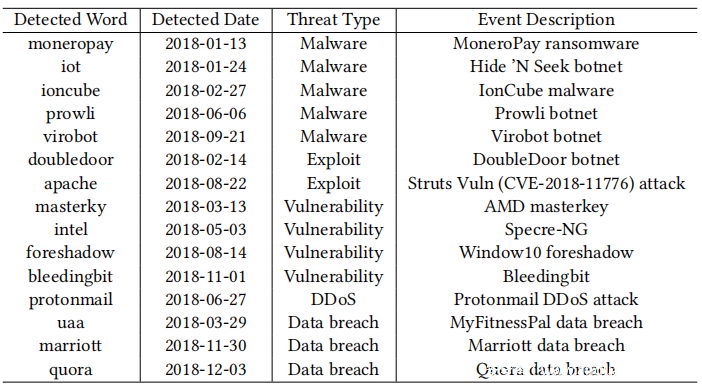 Detected Word Detected Date Threat Type Event Description
moneropay 2018-01-13 Malware MoneroPay ransomware
iot 2018-01-24 Malware Hide ’N Seek botnet
ioncube 2018-02-27 Malware IonCube malware
prowli 2018-06-06 Malware Prowli botnet
virobot 2018-09-21 Malware Virobot botnet
doubledoor 2018-02-14 Exploit DoubleDoor botnet
apache 2018-08-22 Exploit Struts Vuln (CVE-2018-11776) attack
masterky 2018-03-13 Vulnerability AMD masterkey
intel 2018-05-03 Vulnerability Specre-NG
foreshadow 2018-08-14 Vulnerability Window10 foreshadow
bleedingbit 2018-11-01 Vulnerability Bleedingbit
protonmail 2018-06-27 DDoS Protonmail DDoS attack
uaa 2018-03-29 Data breach MyFitnessPal data breach
marriott 2018-11-30 Data breach Marriott data breach
quora 2018-12-03 Data breach Quora data breach